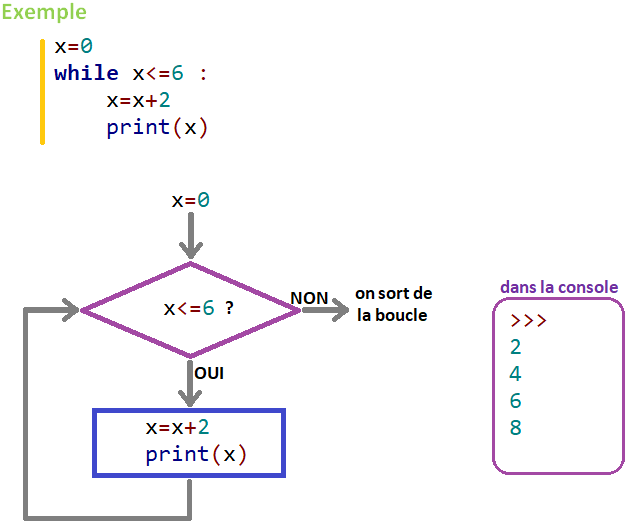 Exemple
x=0
while x<=6 :
x=x+2
print(x)
x=0
x<=6 ?
NON
on sort de
la boucle
OUI
x=x+2
print(x)
dans la console
>>>
2
4
6
8